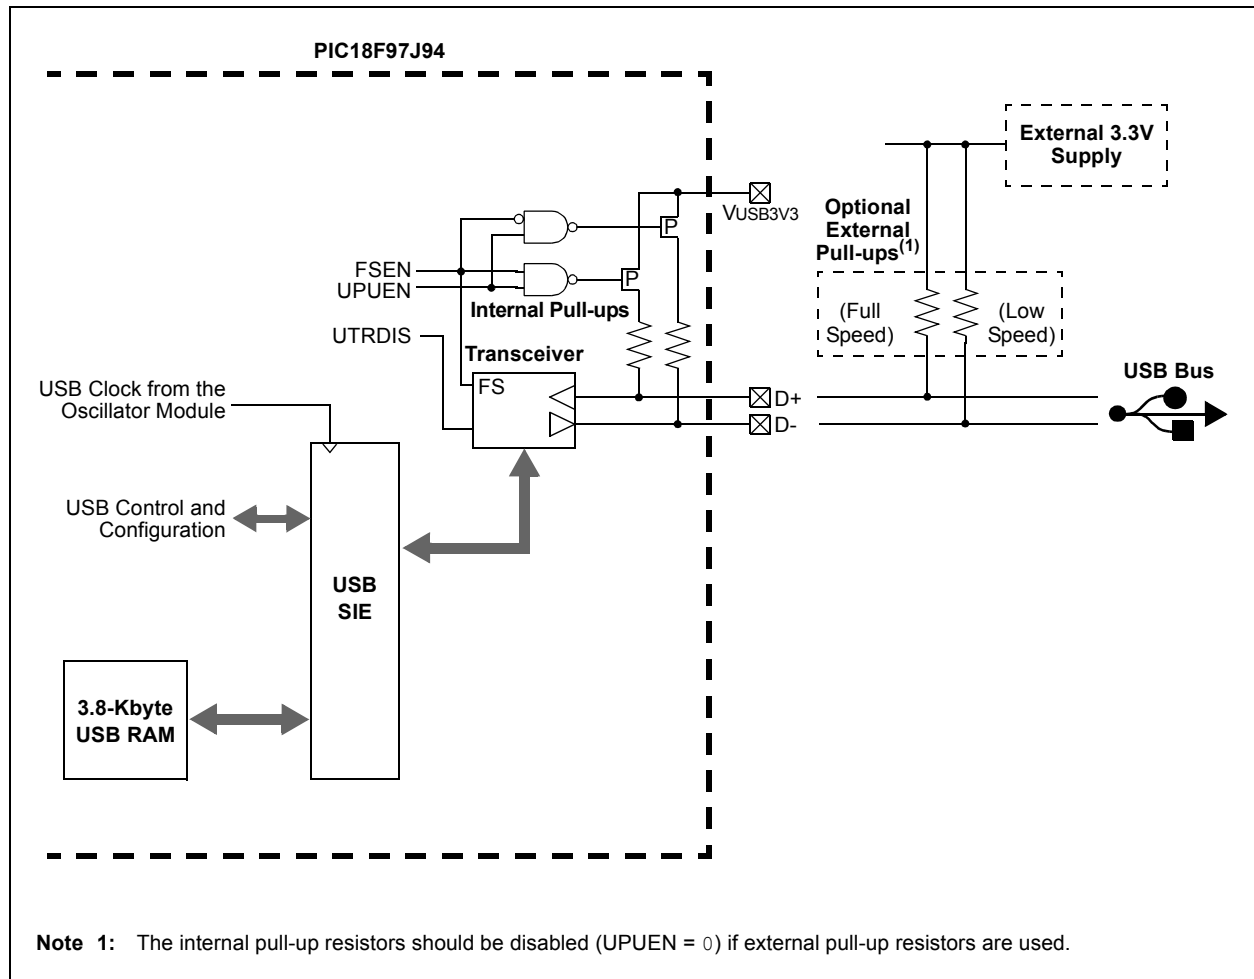 PIC18F97J94
External 3.3V
Supply
VUSB3V3
Optional
External
Pull-ups(1)
P
P
FSEN
UPUEN
Internal Pull-ups
(Full
Speed)
(Low
Speed)
UTRDIS
Transceiver
FS
USB Clock from the
Oscillator Module
D+
D-
USB Bus
USB Control and
Configuration
USB
SIE
3.8-Kbyte
USB RAM
Note 1: The internal pull-up resistors should be disabled (UPUEN = 0) if external pull-up resistors are used.